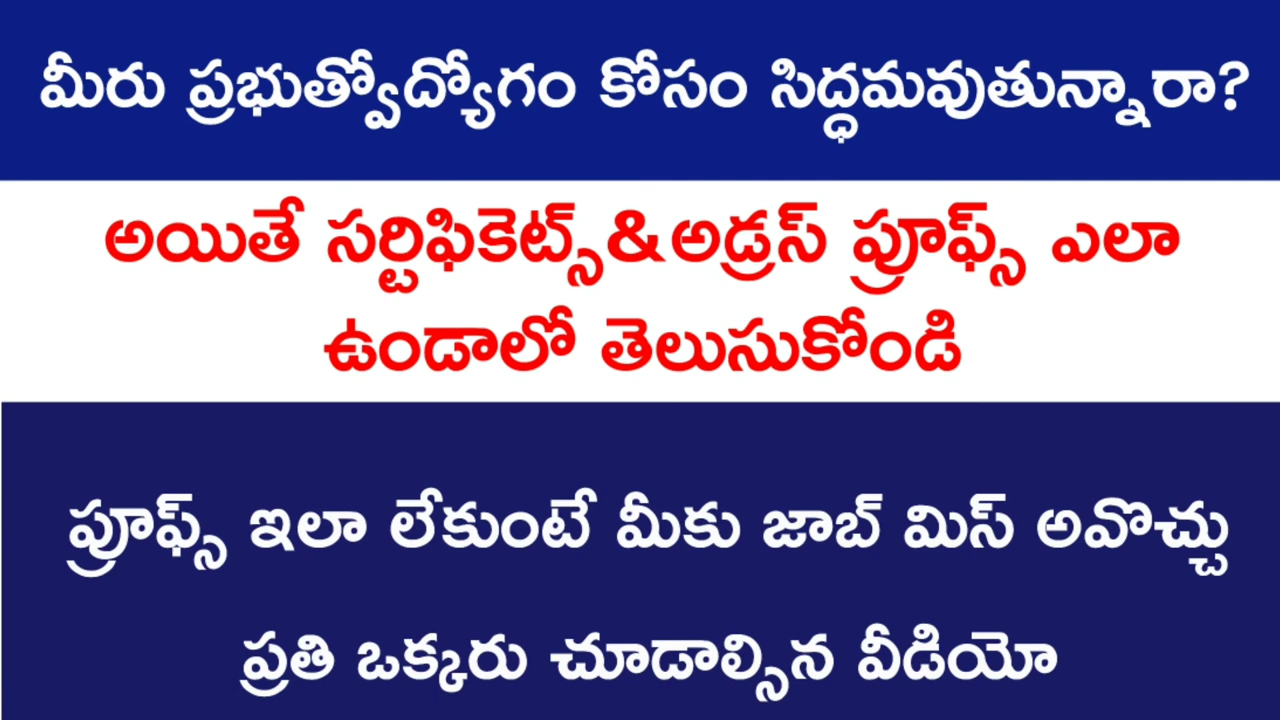 మీరు ప్రభుత్వోద్యోగం కోసం సిద్ధమవుతున్నారా?
అయితే సర్టిఫికెట్స్&అడ్రస్ ప్రూఫ్స్ ఎలా
ఉండాలో తెలుసుకోండి
ప్రూఫ్స్ ఇలా లేకుంటే మీకు జాబ్ మిస్ అవొచ్చు
ప్రతి ఒక్కరు చూడాల్సిన వీడియో